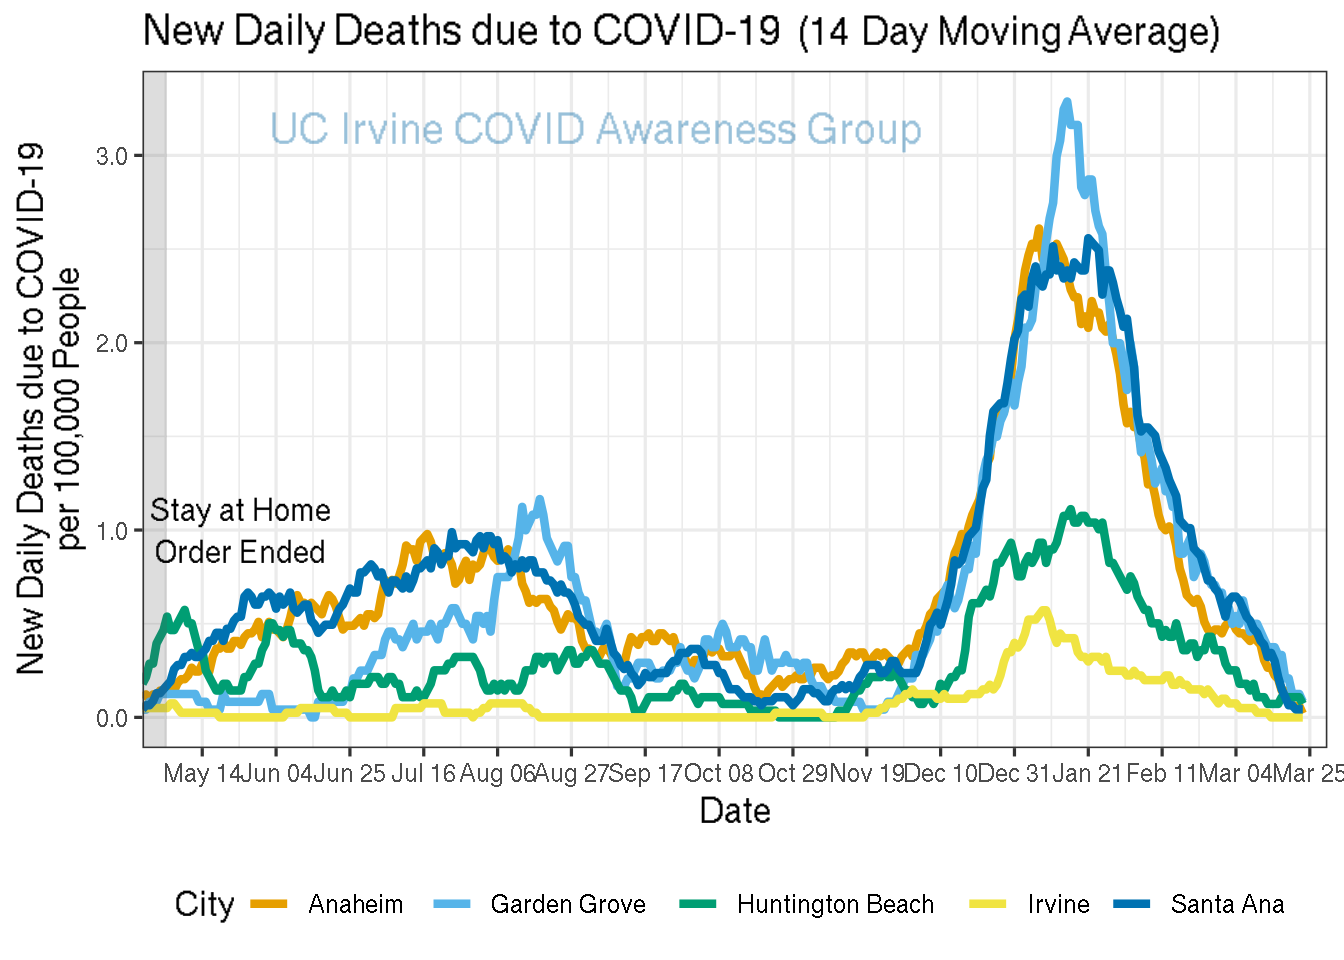 New Daily Deaths due to COVID-19 (14 Day Moving Average)
UC Irvine COVID Awareness Group
New Daily Deaths due to COVID-19
per 100,000 People
3.0
2.0
1.0
0.0
Stay at Home
Order Ended
May 14 Jun 04 Jun 25 Jul 16 Aug 06 Aug 27 Sep 17 Oct 08 Oct 29 Nov 19 Dec 10 Dec 31 Jan 21 Feb 11 Mar 04 Mar 25
Date
City Anaheim Garden Grove Huntington Beach Irvine Santa Ana